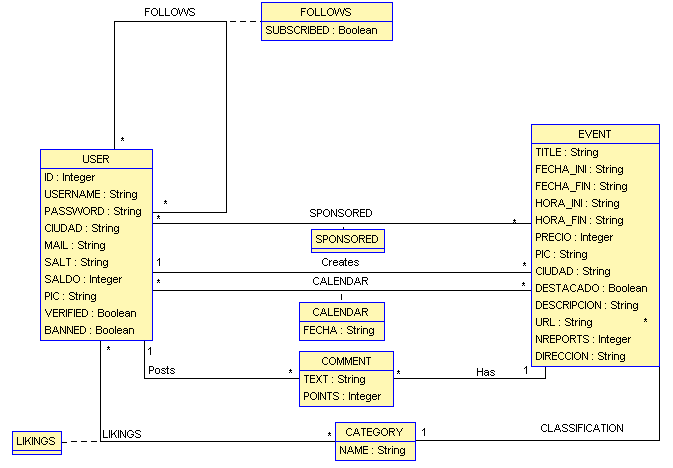 FOLLOWS
FOLLOWS
SUBSCRIBED : Boolean
*
USER
ID : Integer
USERNAME : String
PASSWORD : String
CIUDAD : String
MAIL : String
SALT : String
SALDO : Integer
PIC : String
VERIFIED : Boolean
BANNED : Boolean
*
*
SPONSORED
*
SPONSORED
1
Creates
*
*
CALENDAR
*
CALENDAR
FECHA : String
EVENT
TITLE : String
FECHA_INI : String
FECHA_FIN : String
HORA_INI : String
HORA_FIN : String
PRECIO : Integer
PIC : String
CIUDAD : String
DESTACADO : Boolean
DESCRIPCION : String
URL : String *
NREPORTS : Integer
DIRECCION : String
*
1
Posts
*
COMMENT
TEXT : String
POINTS : Integer
*
Has
1
LIKINGS
LIKINGS
*
CATEGORY
NAME : String
1
CLASSIFICATION